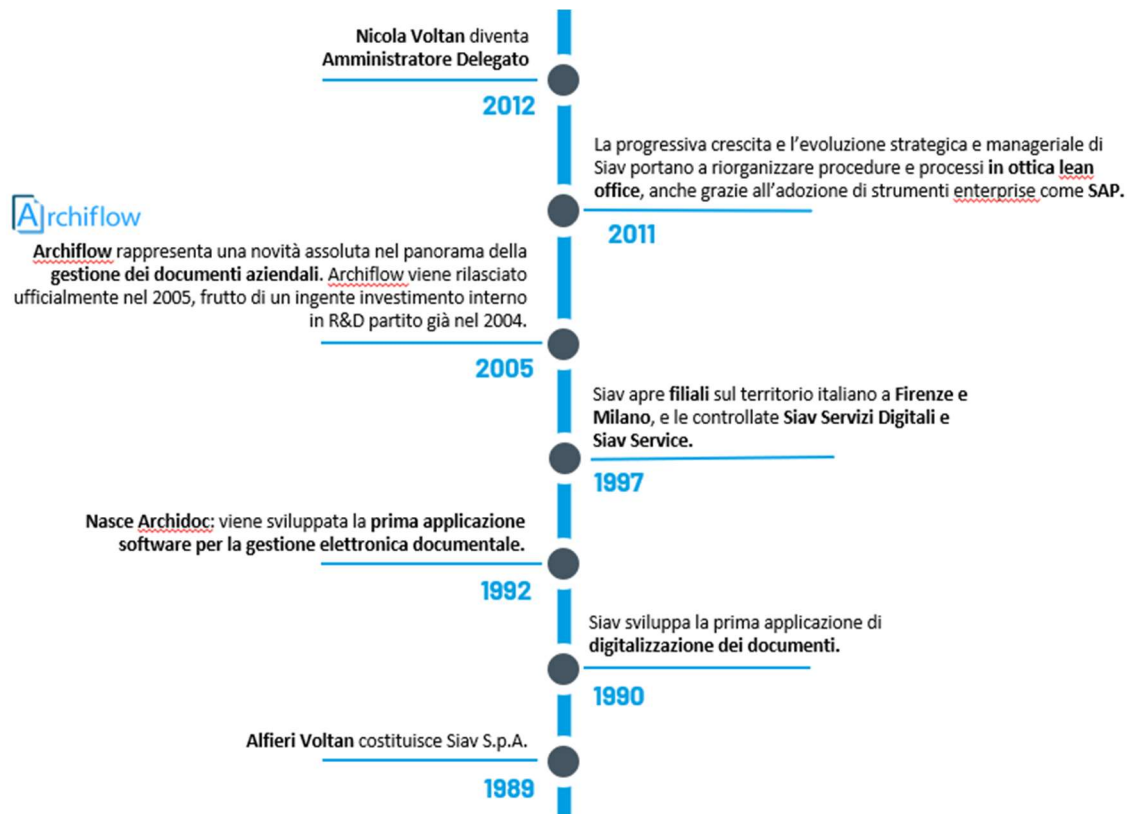 Nicola Voltan diventa
Amministratore Delegato
2012
La progressiva crescita e l'evoluzione strategica e manageriale di
Siav portano a riorganizzare procedure e processi in ottica lean
office, anche grazie all'adozione di strumenti enterprise come SAP.
2011
Archiflow
Archiflow rappresenta una novità assoluta nel panorama della
gestione dei documenti aziendali. Archiflow viene rilasciato
ufficialmente nel 2005, frutto di un ingente investimento interno
in R&D partito già nel 2004.
2005
Siav apre filiali sul territorio italiano a Firenze e
Milano, e le controllate Siav Servizi Digitali e
Siav Service.
1997
Nasce Archidoc: viene sviluppata la prima applicazione
software per la gestione elettronica documentale.
1992
Siav sviluppa la prima applicazione di
digitalizzazione dei documenti.
1990
Alfieri Voltan costituisce Siav S.p.A.
1989